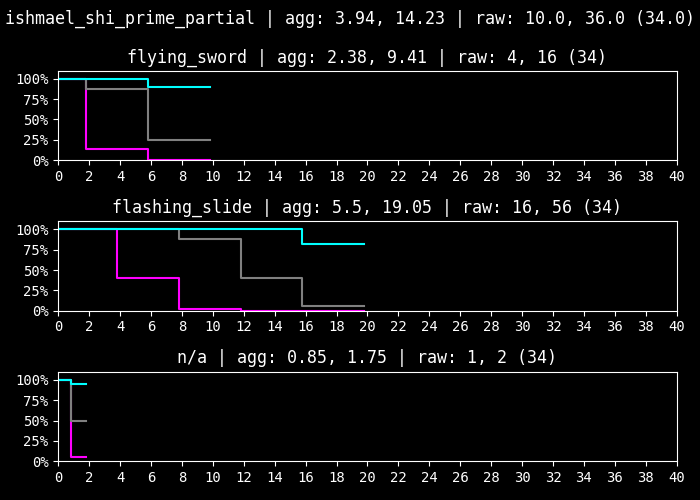 ishmael_shi_prime_partial | agg: 3.94, 14.23 | raw: 10.0, 36.0 (34.0)
flying_sword | agg: 2.38, 9.41 | raw: 4, 16 (34)
100%
75%
50%
25%
0%
0 2 4 6 8 10 12 14 16 18 20 22 24 26 28 30 32 34 36 38 40
flashing_slide | agg: 5.5, 19.05 | raw: 16, 56 (34)
100%
75%
50%
25%
0%
0 2 4 6 8 10 12 14 16 18 20 22 24 26 28 30 32 34 36 38 40
n/a | agg: 0.85, 1.75 | raw: 1, 2 (34)
100%
75%
50%
25%
0%
0 2 4 6 8 10 12 14 16 18 20 22 24 26 28 30 32 34 36 38 40